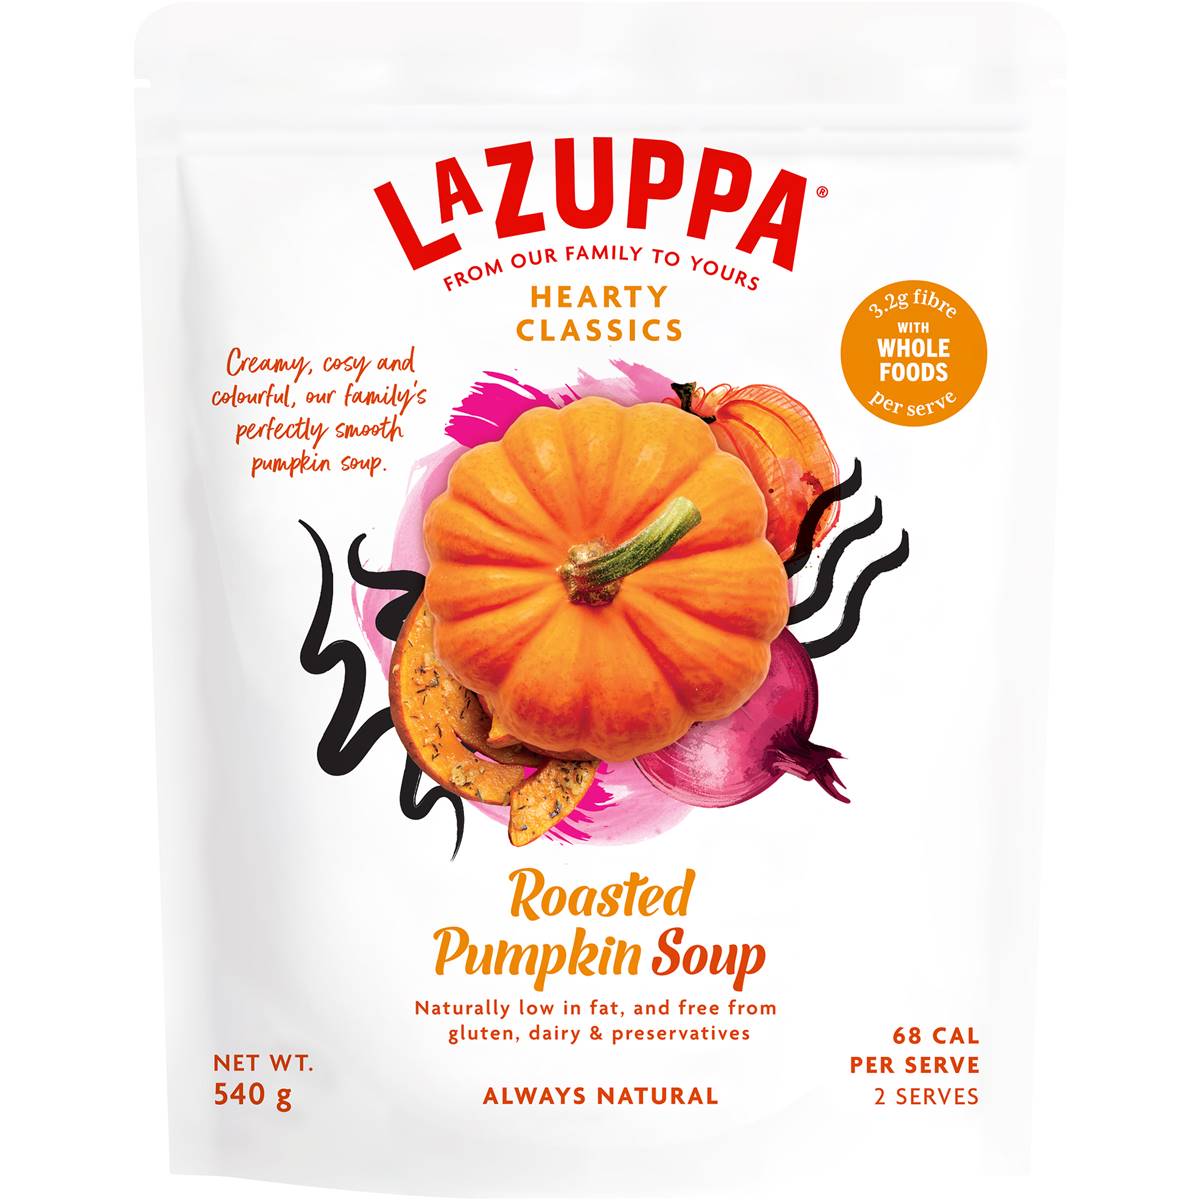 LAZUPPA®
FROM OUR FAMILY TO YOURS
HEARTY
CLASSICS
3.2g fibre
WITH
WHOLE
FOODS
per serve
Creamy, cosy and
colourful, our family's
perfectly smooth
pumpkin soup.
Roasted
Pumpkin Soup
Naturally low in fat, and free from
gluten, dairy & preservatives
NET WT.
540 g
ALWAYS NATURAL
68 CAL
PER SERVE
2 SERVES